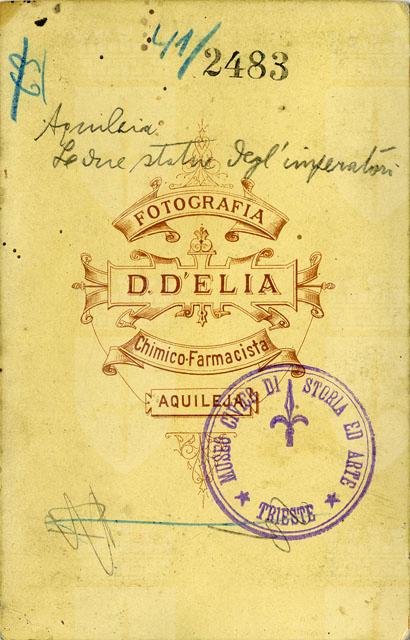 63
41/2483
Aquileia.
Le due statue degl'imperatori
FOTOGRAFIA
D. D'ELIA
Chimico-Farmacista
AQUILEJA
MUSEO CIVICO DI STORIA ED ARTE
TRIESTE